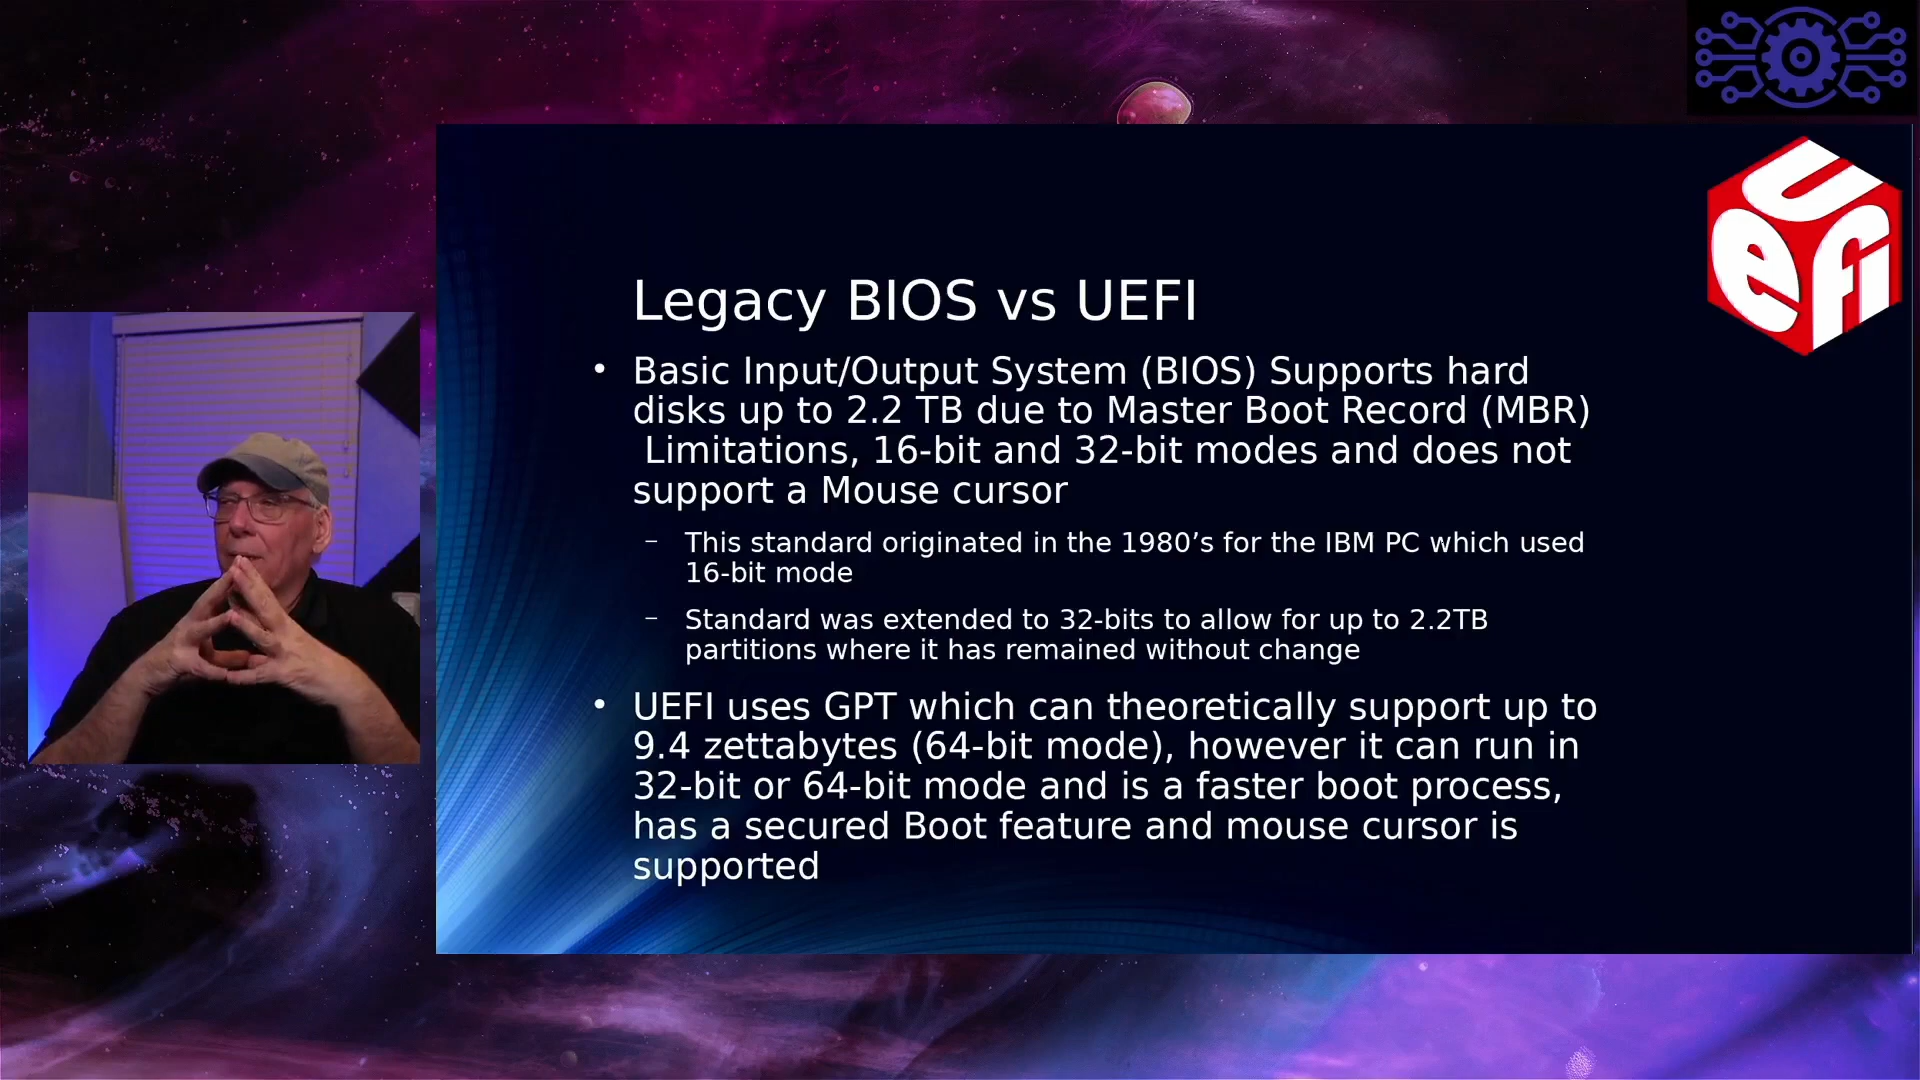 UEFI
Legacy BIOS vs UEFI
• Basic Input/Output System (BIOS) Supports hard
disks up to 2.2 TB due to Master Boot Record (MBR)
Limitations, 16-bit and 32-bit modes and does not
support a Mouse cursor
– This standard originated in the 1980’s for the IBM PC which used
16-bit mode
– Standard was extended to 32-bits to allow for up to 2.2TB
partitions where it has remained without change
• UEFI uses GPT which can theoretically support up to
9.4 zettabytes (64-bit mode), however it can run in
32-bit or 64-bit mode and is a faster boot process,
has a secured Boot feature and mouse cursor is
supported